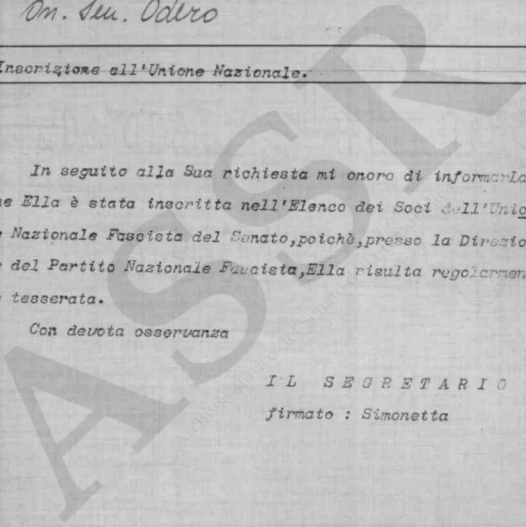 On. Sen. Odero
Inscrizione all'Unione Nazionale.
In seguito alla Sua richiesta mi onoro di informarLa
he Ella è stata inscritta nell'Elenco dei Soci dell'Unio
e Nazionale Fascista del Senato,poichè,presso la Direzio
e del Partito Nazionale Fascista,Ella risulta regolarmen
e tesserata.
Con devota osservanza
IL SEGRETARIO
firmato : Simonetta
ASSR